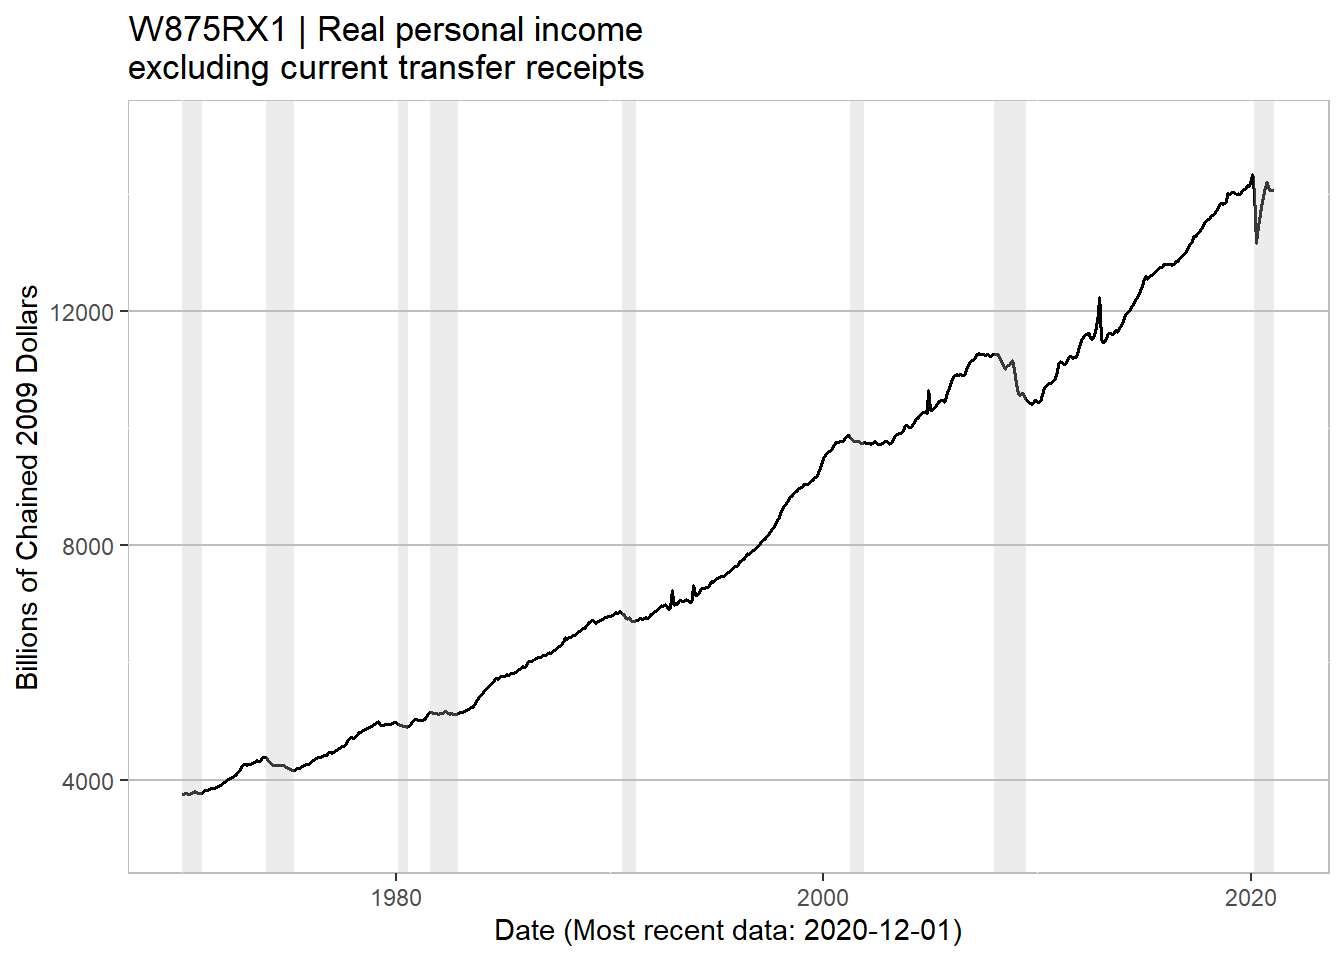 W875RX1 | Real personal income
excluding current transfer receipts
Billions of Chained 2009 Dollars
12000
8000
4000
1980
2000
2020
Date (Most recent data: 2020-12-01)